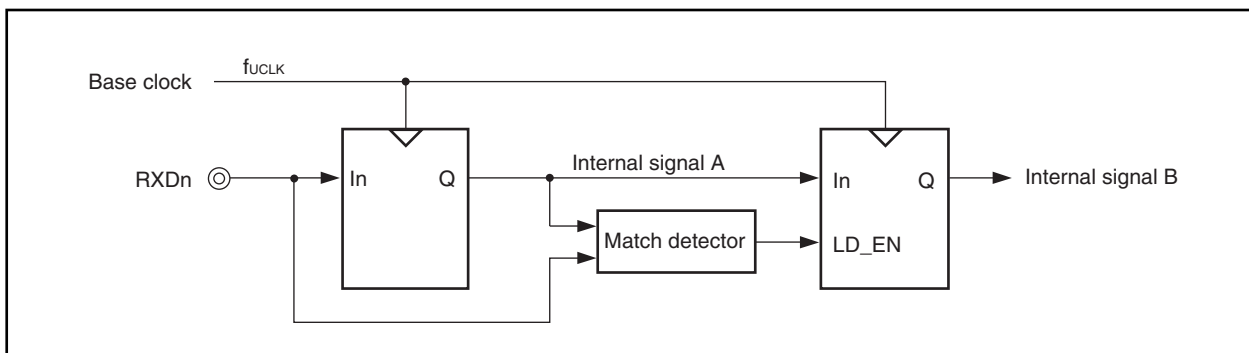 Base clock
fUCLK
RXDn
In
Q
Internal signal A
In
Q
Internal signal B
Match detector
LD_EN